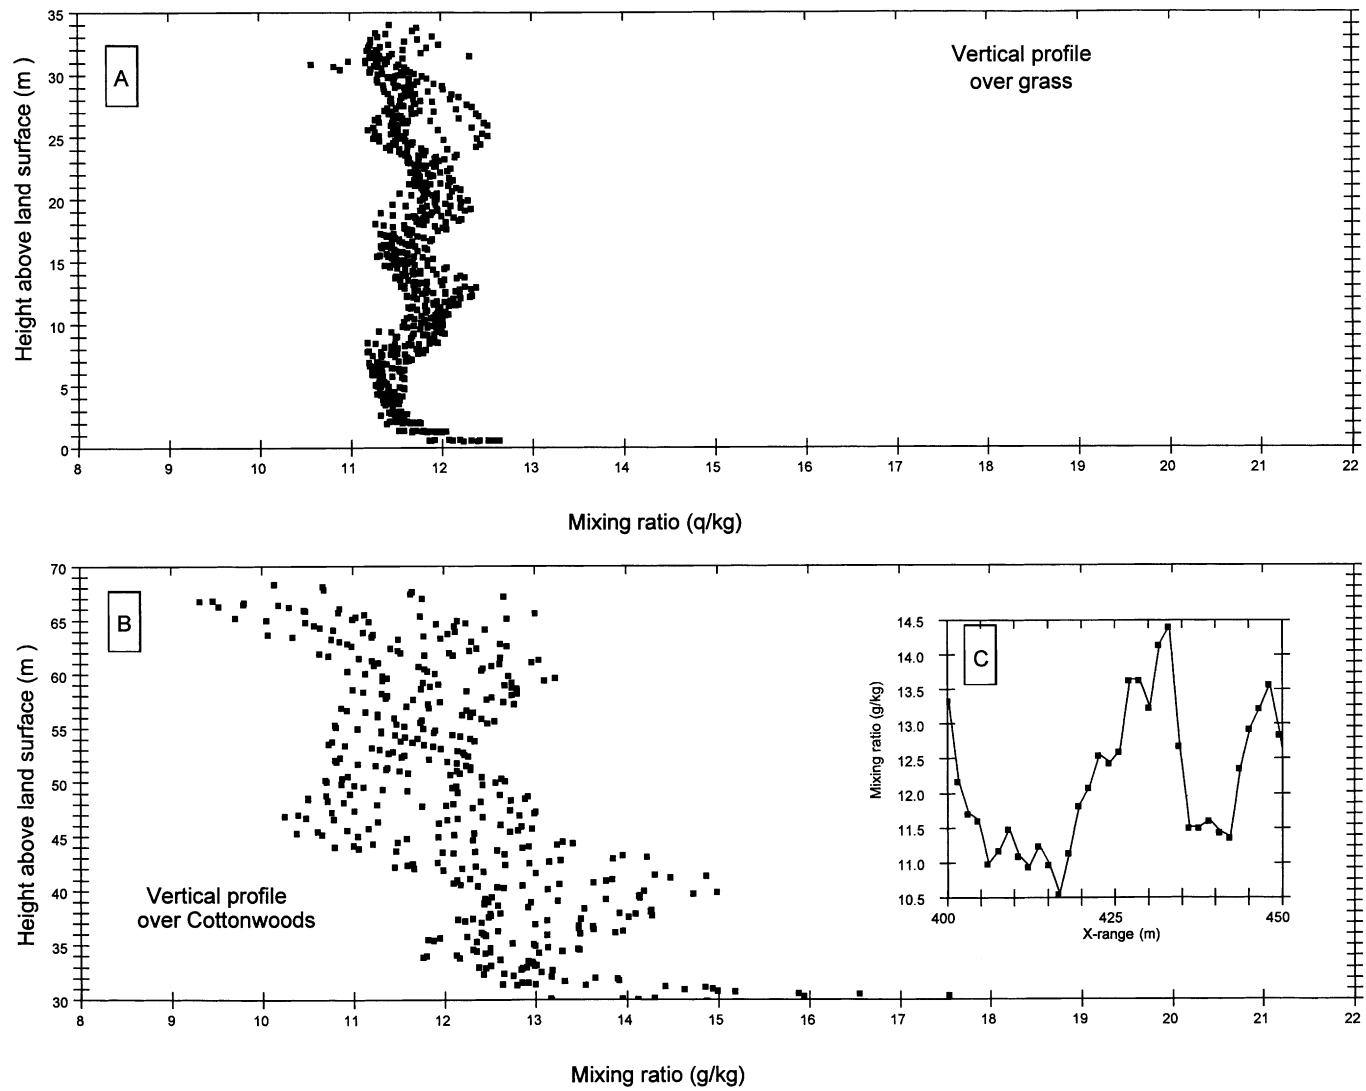 35
30
25
20
15
10
5
0
Height above land surface (m )
A
Vertical profile
over grass
8 9 10 11 12 13 14 15 16 17 18 19 20 21 22
Mixing ratio (q/kg)
70
65
60
55
50
45
40
35
30
Height above land surface (m )
B
Vertical profile
over Cottonwoods
14.5
14.0
13.5
13.0
12.5
12.0
11.5
11.0
10.5
Mixing ratio (g/kg)
C
400 425 450
X-range (m)
8 9 10 11 12 13 14 15 16 17 18 19 20 21 22
Mixing ratio (g/kg)